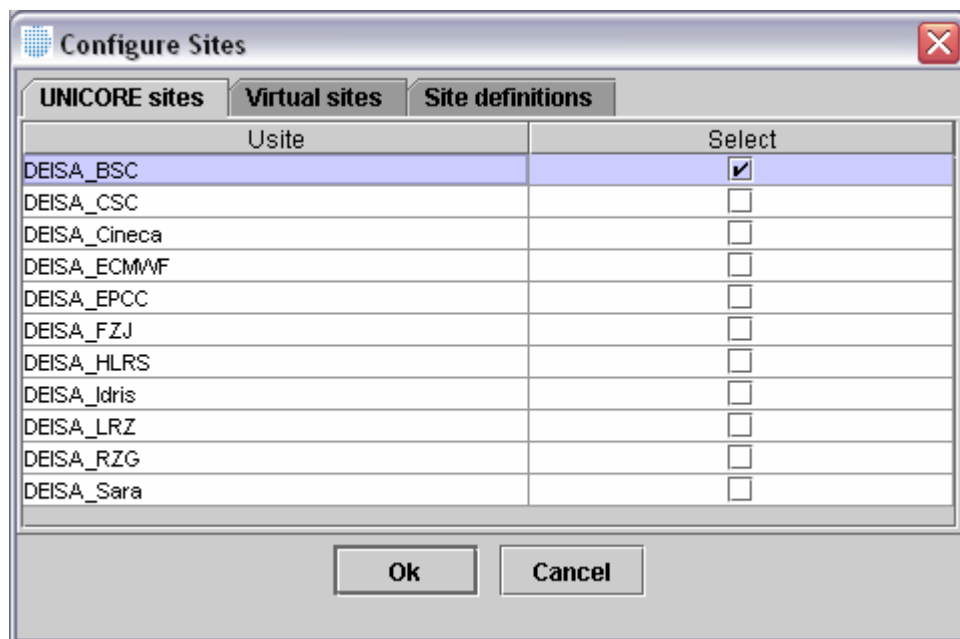 Configure Sites
UNICORE sites Virtual sites Site definitions
Usite Select
DEISA_BSC
DEISA_CSC
DEISA_Cineca
DEISA_ECMWF
DEISA_EPCC
DEISA_FZJ
DEISA_HLRS
DEISA_Idris
DEISA_LRZ
DEISA_RZG
DEISA_Sara
Ok Cancel